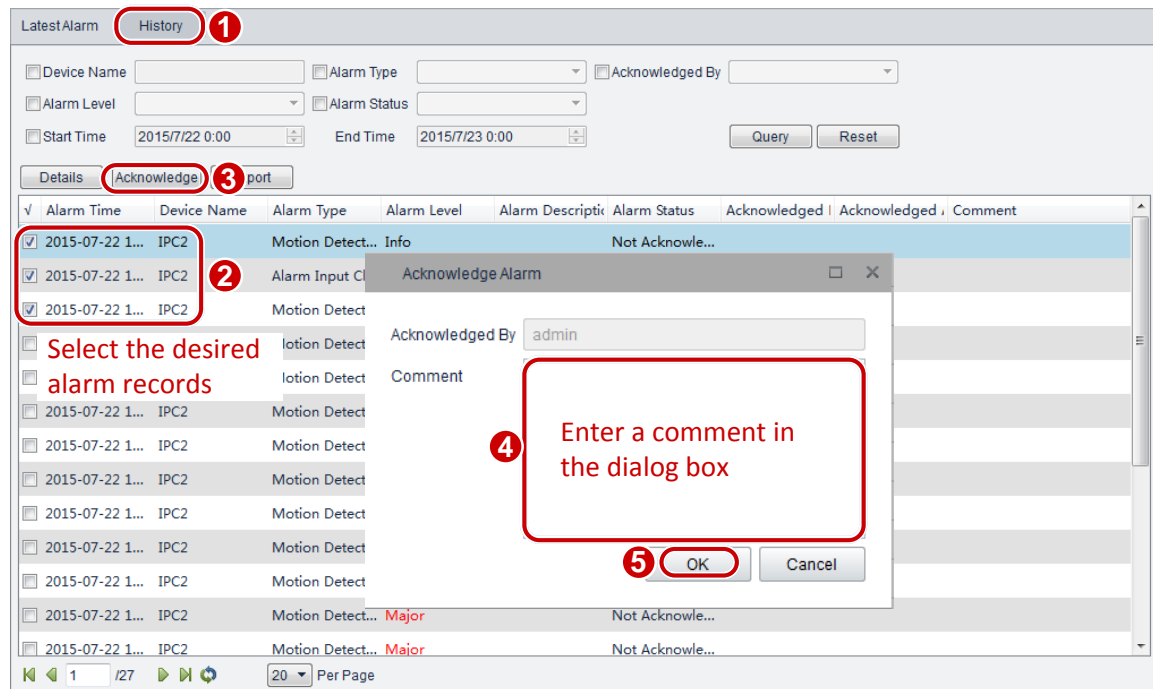 Latest Alarm History 1
Device Name Alarm Type Acknowledged By
Alarm Level Alarm Status
Start Time 2015/7/22 0:00 End Time 2015/7/23 0:00 Query Reset
Details Acknowledge 3 port
√ Alarm Time Device Name Alarm Type Alarm Level Alarm Descriptic Alarm Status Acknowledged Acknowledged Comment
2015-07-22 1... IPC2 Motion Detect... Info Not Acknowle...
2015-07-22 1... IPC2 2 Alarm Input Cl
2015-07-22 1... IPC2 Motion Detect
Acknowledge Alarm
Acknowledged By admin
Comment
4 Enter a comment in
the dialog box
5 OK Cancel
Select the desired
alarm records
otion Detect
otion Detect
2015-07-22 1... IPC2 Motion Detect
2015-07-22 1... IPC2 Motion Detect
2015-07-22 1... IPC2 Motion Detect
2015-07-22 1... IPC2 Motion Detect
2015-07-22 1... IPC2 Motion Detect
2015-07-22 1... IPC2 Motion Detect
2015-07-22 1... IPC2 Motion Detect... Major Not Acknowle...
2015-07-22 1... IPC2 Motion Detect... Major Not Acknowle...
1 /27 20 Per Page